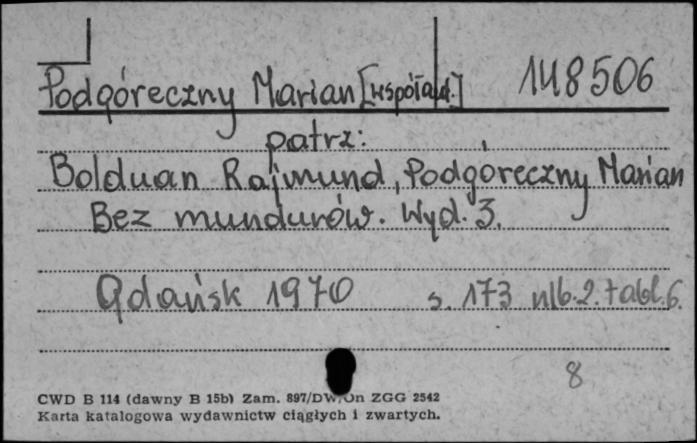 Podgóreczny Marian [współaut.] 148506
patrz:
Bolduan Rajmund, Podgóreczny Marian
Bez mundurów. Wyd. 3.
Gdańsk 1970 s. 173 nlb. 2. tabl. 6.
8
CWD B 114 (dawny B 15b) Zam. 897/DW/On ZGG 2542
Karta katalogowa wydawnictw ciągłych i zwartych.